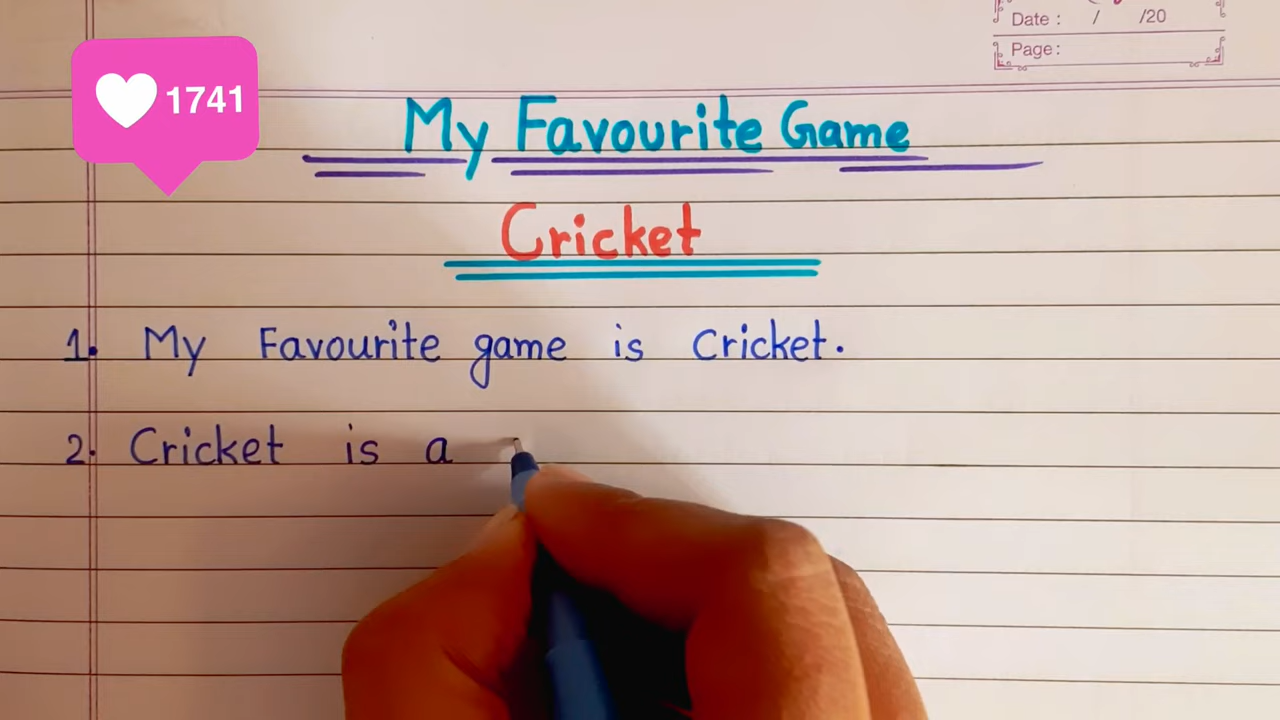 Date : / /20
Page:
1741
My Favourite Game
Cricket
1. My Favourite game is Cricket.
2. Cricket is a